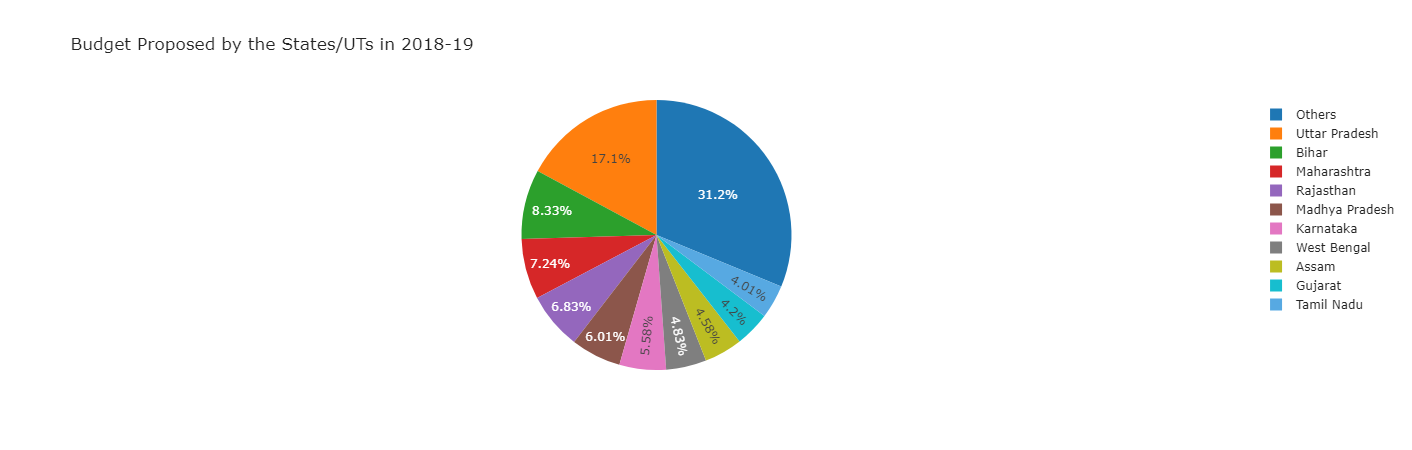 Budget Proposed by the States/UTs in 2018-19
31.2%
17.1%
8.33%
7.24%
6.83%
6.01%
5.58%
4.83%
4.58%
4.2%
4.01%
Others
Uttar Pradesh
Bihar
Maharashtra
Rajasthan
Madhya Pradesh
Karnataka
West Bengal
Assam
Gujarat
Tamil Nadu